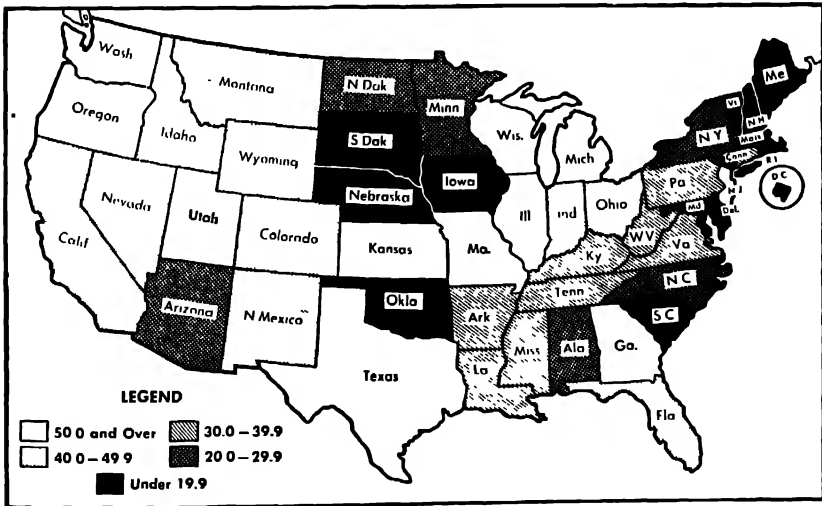 Wash
Montana
N Dak
Minn
Me
Oregon
Idaho
Wyoming
S Dak
Wis.
Mich
Vt
N H
N Y
Mass
Conn
R I
Nevada
Utah
Colorado
Nebraska
Iowa
Ill
Ind
Ohio
Pa
N J
Md
Del
D C
Calif
Kansas
Mo.
Ky
W V
Va
Arizona
N Mexico
Okla
Ark
Tenn
N C
S C
Texas
La
Miss
Ala
Ga.
Fla
LEGEND
50 0 and Over
30.0–39.9
40 0–49 9
20 0–29.9
Under 19.9